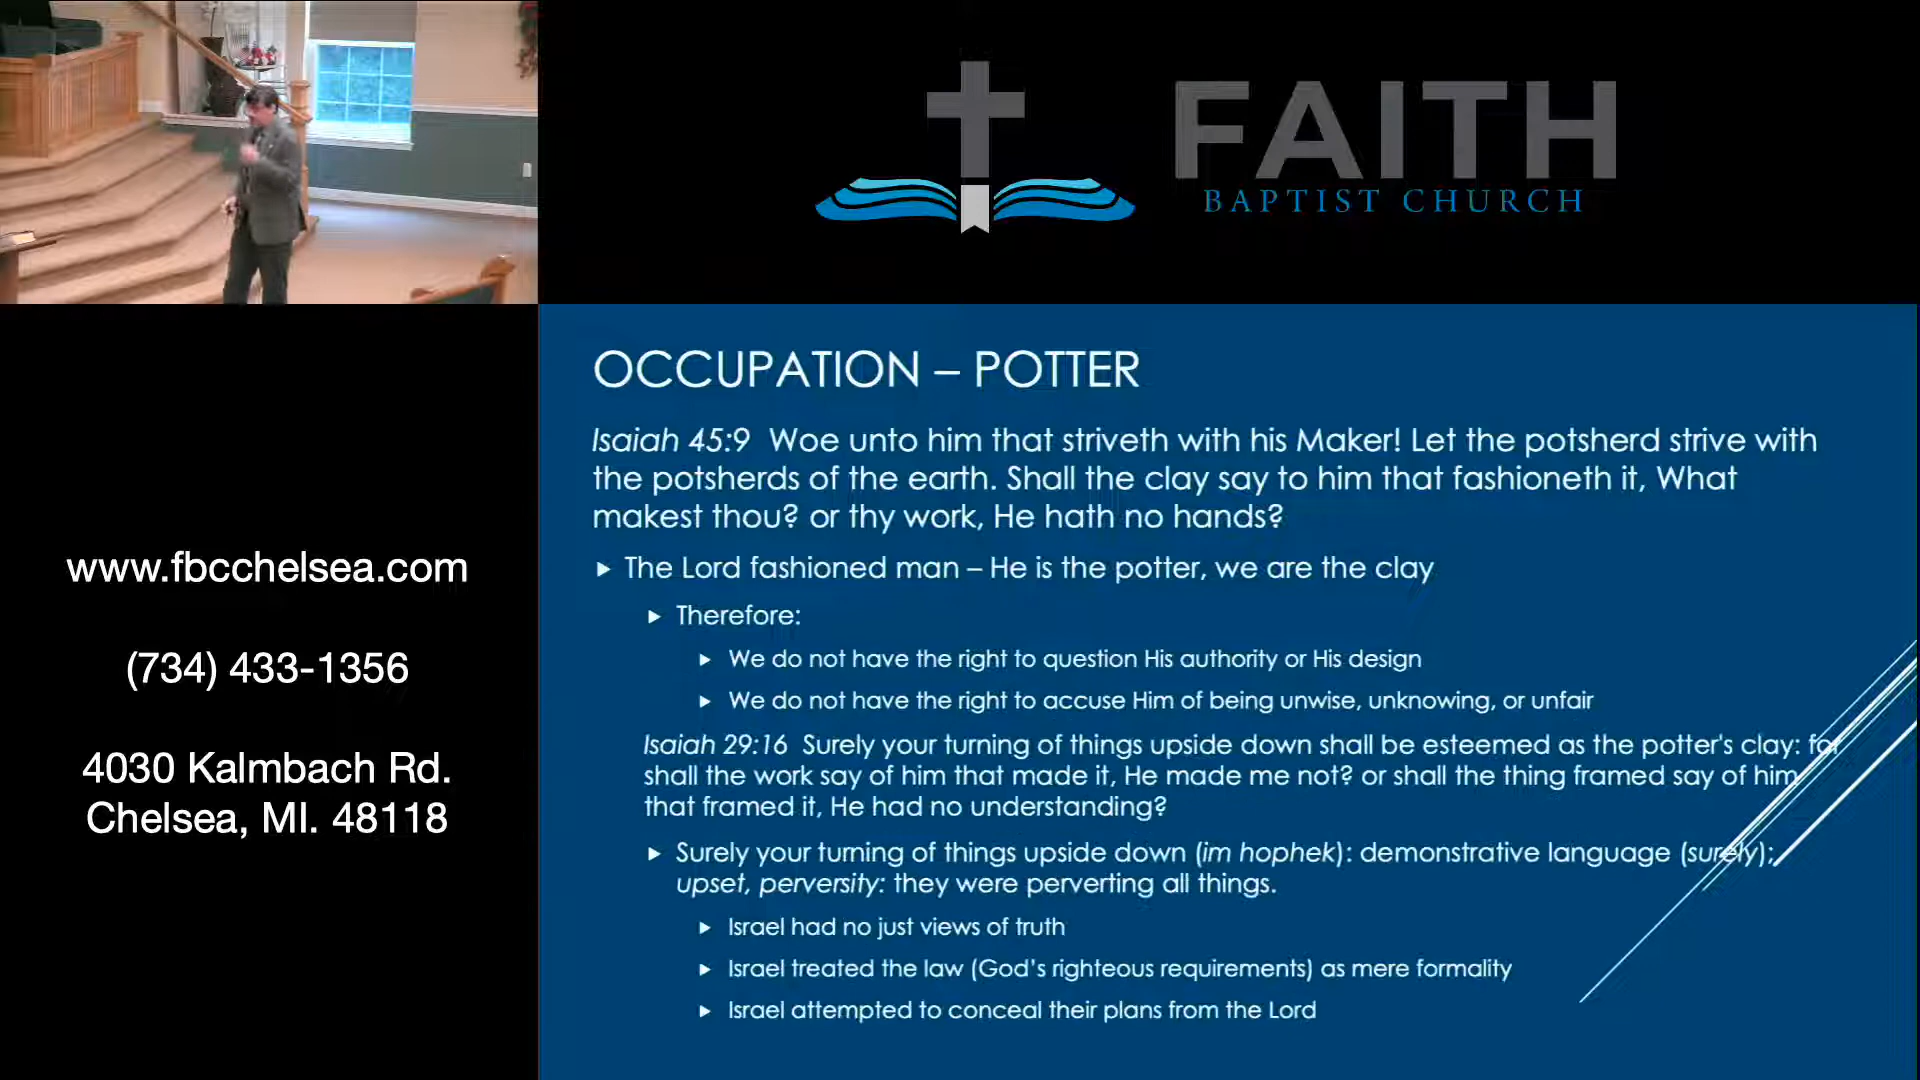 FAITH
BAPTIST CHURCH
www.fbcchelsea.com
(734) 433-1356
4030 Kalmbach Rd.
Chelsea, MI. 48118
OCCUPATION – POTTER
Isaiah 45:9  Woe unto him that striveth with his Maker! Let the potsherd strive with
the potsherds of the earth. Shall the clay say to him that fashioneth it, What
makest thou? or thy work, He hath no hands?
▶ The Lord fashioned man – He is the potter, we are the clay
▶ Therefore:
▶ We do not have the right to question His authority or His design
▶ We do not have the right to accuse Him of being unwise, unknowing, or unfair
Isaiah 29:16  Surely your turning of things upside down shall be esteemed as the potter's clay: for
shall the work say of him that made it, He made me not? or shall the thing framed say of him
that framed it, He had no understanding?
▶ Surely your turning of things upside down (im hophek): demonstrative language (surely);
upset, perversity: they were perverting all things.
▶ Israel had no just views of truth
▶ Israel treated the law (God’s righteous requirements) as mere formality
▶ Israel attempted to conceal their plans from the Lord